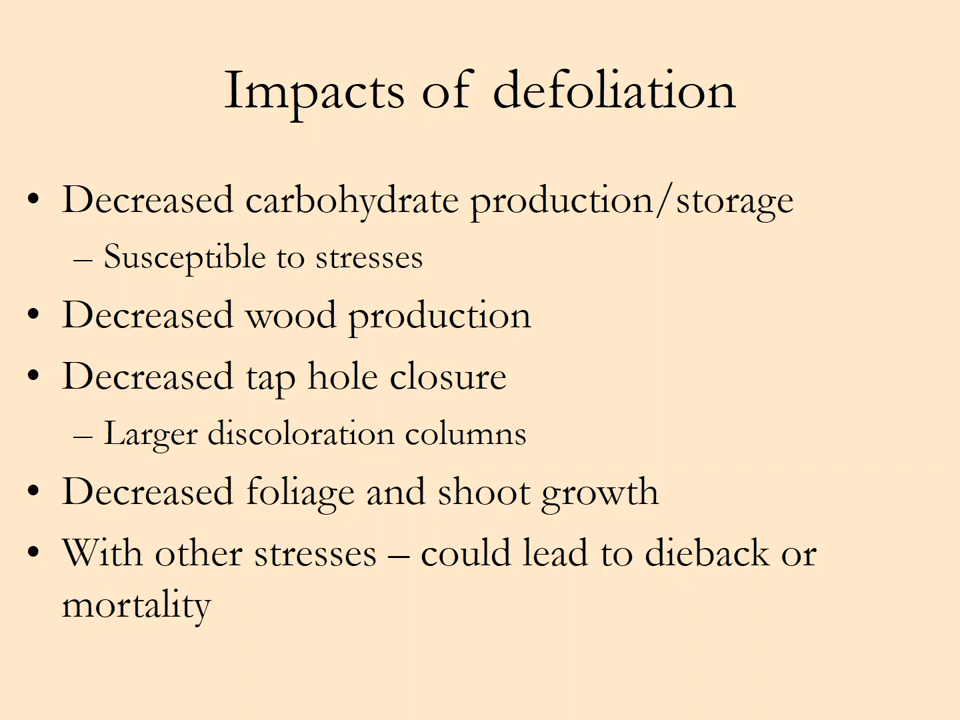 Impacts of defoliation
• Decreased carbohydrate production/storage
– Susceptible to stresses
• Decreased wood production
• Decreased tap hole closure
– Larger discoloration columns
• Decreased foliage and shoot growth
• With other stresses – could lead to dieback or
mortality